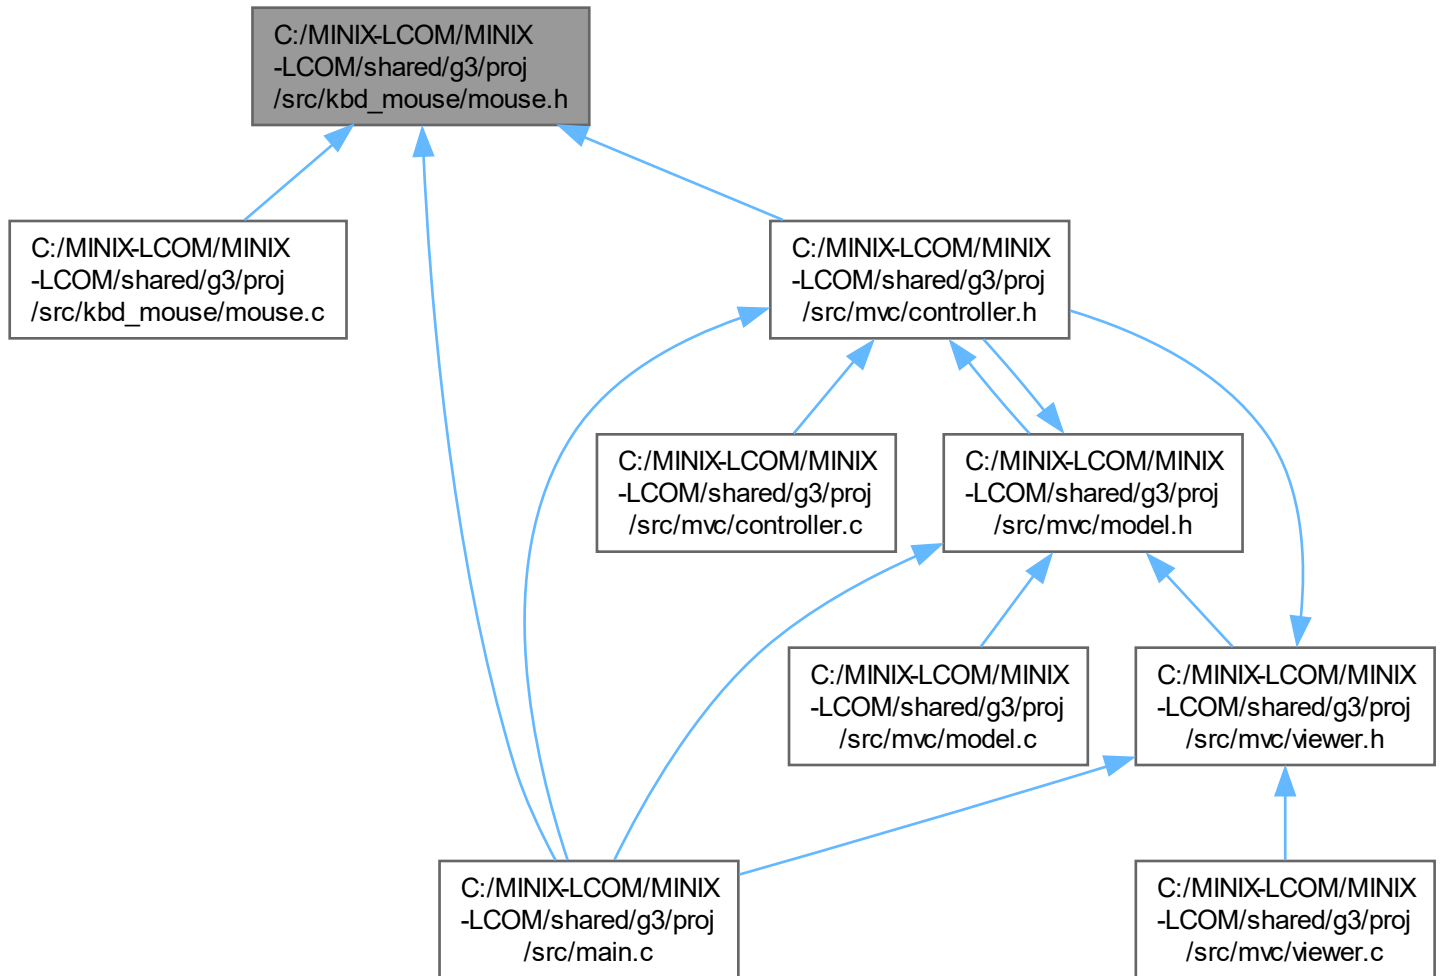 C:/MINIX-LCOM/MINIX
-LCOM/shared/g3/proj
/src/kbd_mouse/mouse.h
C:/MINIX-LCOM/MINIX
-LCOM/shared/g3/proj
/src/kbd_mouse/mouse.c
C:/MINIX-LCOM/MINIX
-LCOM/shared/g3/proj
/src/mvc/controller.h
C:/MINIX-LCOM/MINIX
-LCOM/shared/g3/proj
/src/mvc/controller.c
C:/MINIX-LCOM/MINIX
-LCOM/shared/g3/proj
/src/mvc/model.h
C:/MINIX-LCOM/MINIX
-LCOM/shared/g3/proj
/src/mvc/model.c
C:/MINIX-LCOM/MINIX
-LCOM/shared/g3/proj
/src/mvc/viewer.h
C:/MINIX-LCOM/MINIX
-LCOM/shared/g3/proj
/src/main.c
C:/MINIX-LCOM/MINIX
-LCOM/shared/g3/proj
/src/mvc/viewer.c